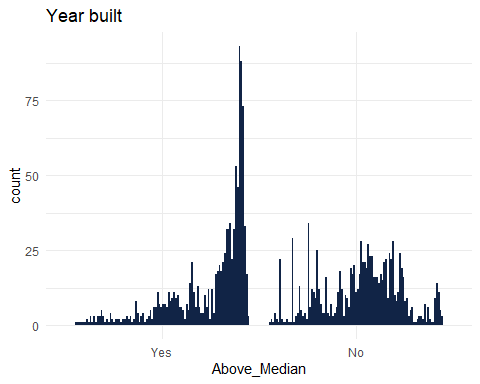 Year built
count
75
50
25
0
Yes No
Above_Median